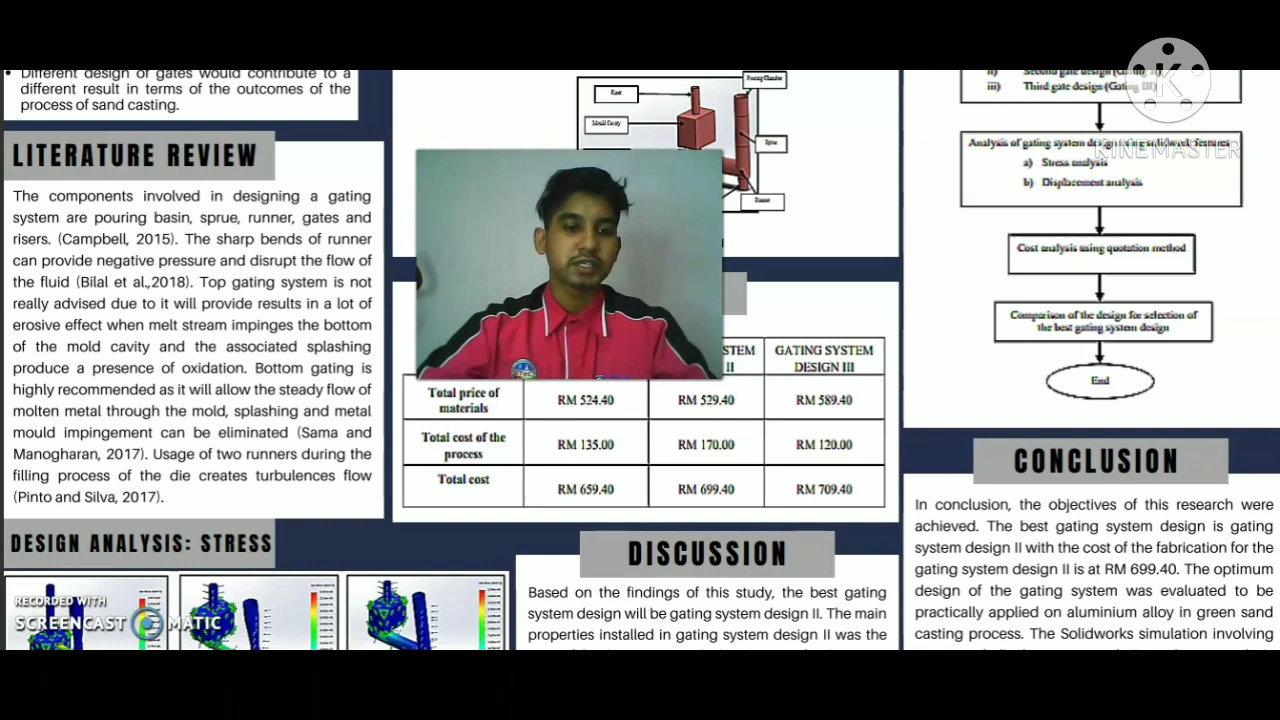 • Different design of gates would contribute to a
different result in terms of the outcomes of the
process of sand casting.
LITERATURE REVIEW
The components involved in designing a gating
system are pouring basin, sprue, runner, gates and
risers. (Campbell, 2015). The sharp bends of runner
can provide negative pressure and disrupt the flow of
the fluid (Bilal et al.,2018). Top gating system is not
really advised due to it will provide results in a lot of
erosive effect when melt stream impinges the bottom
of the mold cavity and the associated splashing
produce a presence of oxidation. Bottom gating is
highly recommended as it will allow the steady flow of
molten metal through the mold, splashing and metal
mould impingement can be eliminated (Sama and
Manogharan, 2017). Usage of two runners during the
filling process of the die creates turbulences flow
(Pinto and Silva, 2017).
DESIGN ANALYSIS: STRESS
RECORDED WITH
SCREENCAST MATIC
Riser
Pouring Chamber
Mould Cavity
Sprue
Runner
STEM
II
GATING SYSTEM
DESIGN III
Total price of
materials
RM 524.40
RM 529.40
RM 589.40
Total cost of the
process
RM 135.00
RM 170.00
RM 120.00
Total cost
RM 659.40
RM 699.40
RM 709.40
DISCUSSION
Based on the findings of this study, the best gating
system design will be gating system design II. The main
properties installed in gating system design II was the
ii) Second gate design (Gating II)
iii) Third gate design (Gating III)
KINEMASTER
Analysis of gating system design using solidwork features
a) Stress analysis
b) Displacement analysis
Cost analysis using quotation method
Comparison of the design for selection of
the best gating system design
End
CONCLUSION
In conclusion, the objectives of this research were
achieved. The best gating system design is gating
system design II with the cost of the fabrication for the
gating system design II is at RM 699.40. The optimum
design of the gating system was evaluated to be
practically applied on aluminium alloy in green sand
casting process. The Solidworks simulation involving